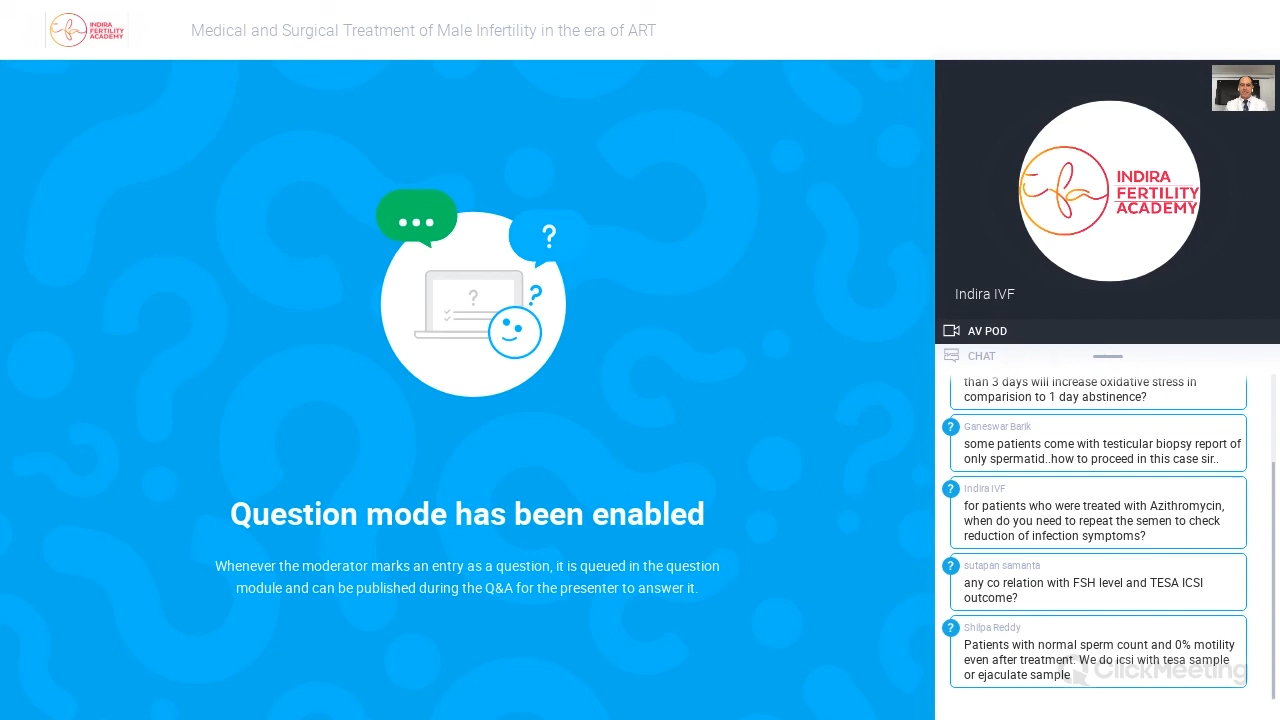 INDIRA
FERTILITY
ACADEMY
Medical and Surgical Treatment of Male Infertility in the era of ART
?
?
?
Question mode has been enabled
Whenever the moderator marks an entry as a question, it is queued in the question
module and can be published during the Q&A for the presenter to answer it.
INDIRA
FERTILITY
ACADEMY
Indira IVF
AV POD
CHAT
than 3 days will increase oxidative stress in
comparision to 1 day abstinence?
? Ganeswar Barik
some patients come with testicular biopsy report of
only spermatid..how to proceed in this case sir..
? Indira IVF
for patients who were treated with Azithromycin,
when do you need to repeat the semen to check
reduction of infection symptoms?
? sutapan samanta
any co relation with FSH level and TESA ICSI
outcome?
? Shilpa Reddy
Patients with normal sperm count and 0% motility
even after treatment. We do icsi with tesa sample
or ejaculate sample
ClickMeeting